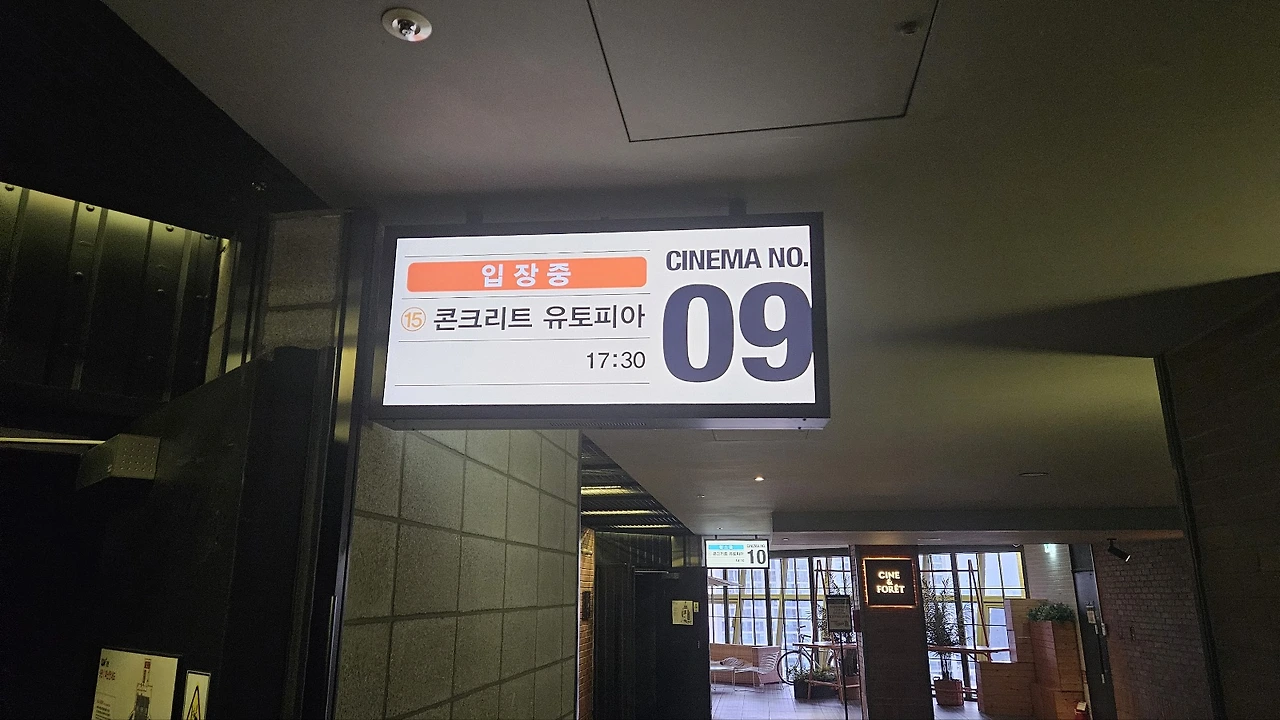 입장중
⑮ 콘크리트 유토피아
17:30
CINEMA NO.
09
10
CINE
&
FORÊT